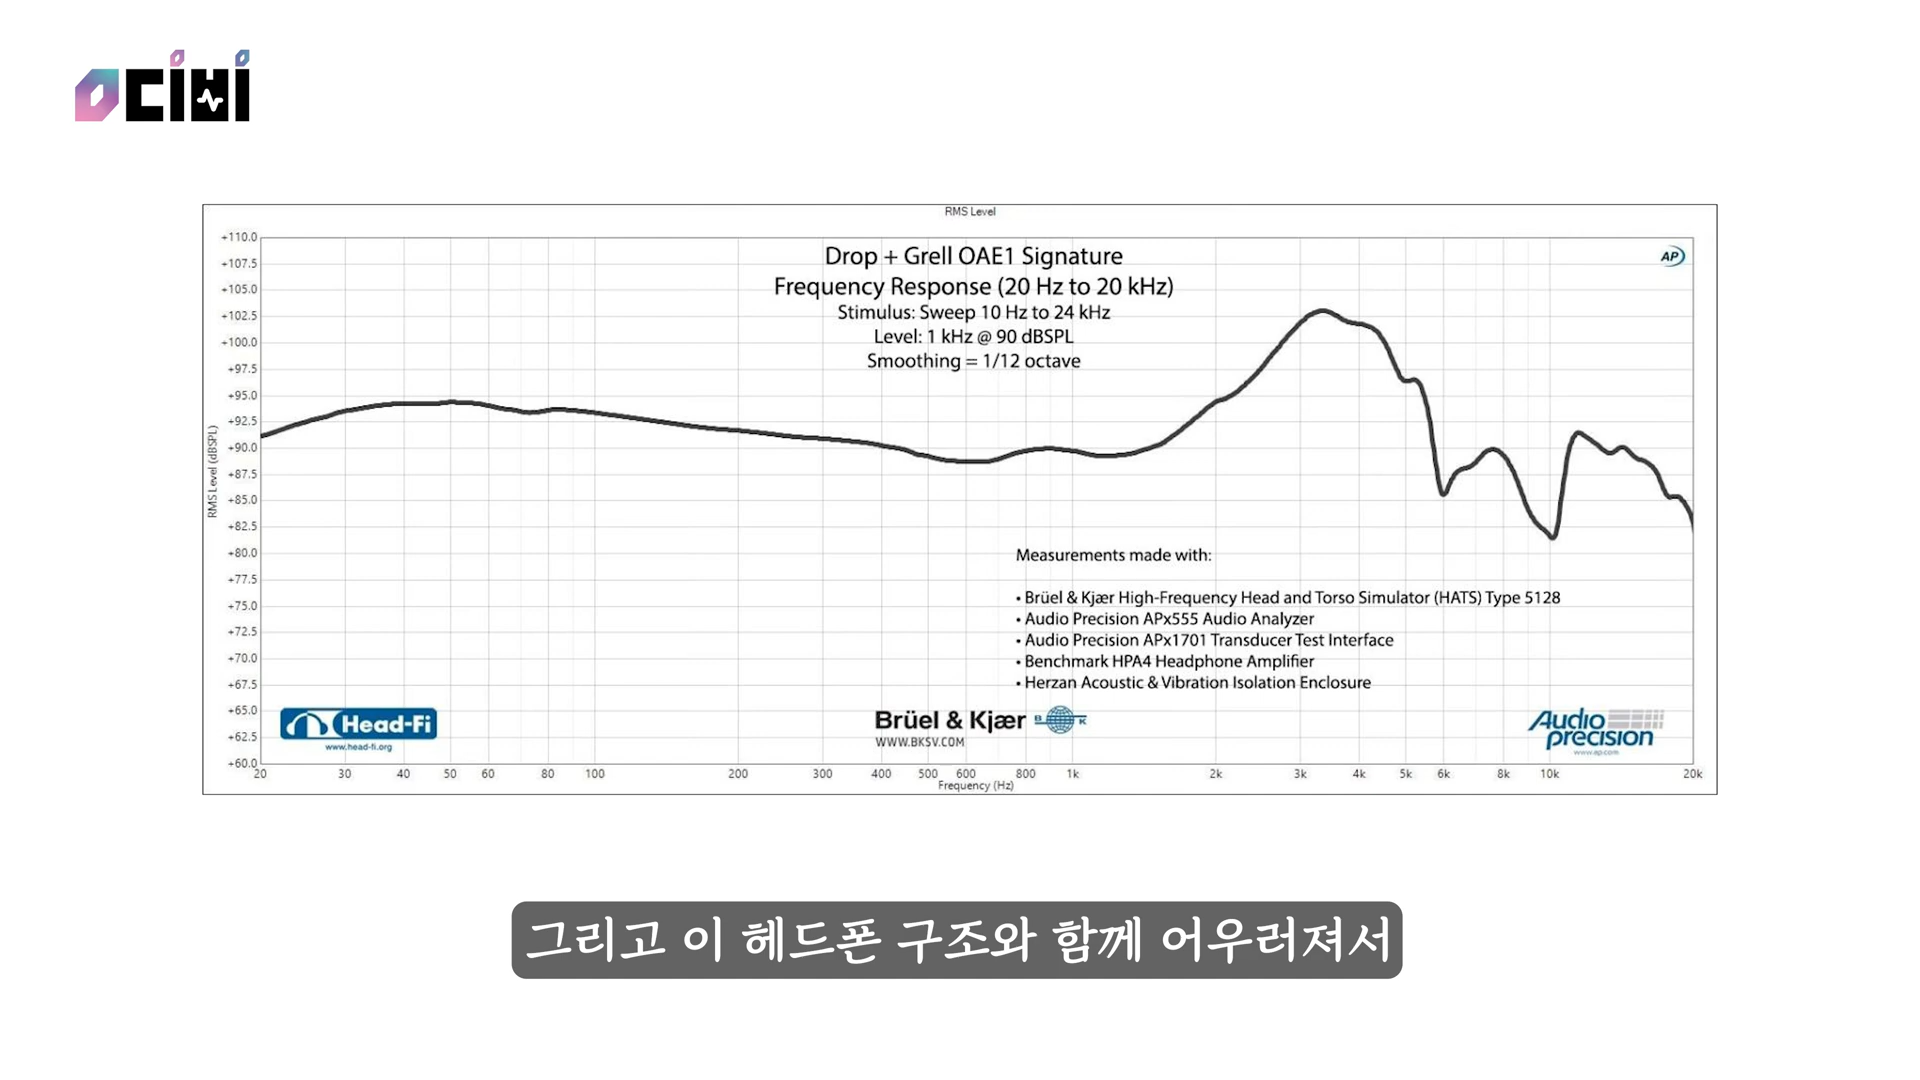 RMS Level
Drop + Grell OAE1 Signature
Frequency Response (20 Hz to 20 kHz)
Stimulus: Sweep 10 Hz to 24 kHz
Level: 1 kHz @ 90 dBSPL
Smoothing = 1/12 octave
AP
+110.0
+107.5
+105.0
+102.5
+100.0
+97.5
+95.0
+92.5
+90.0
+87.5
+85.0
+82.5
+80.0
+77.5
+75.0
+72.5
+70.0
+67.5
+65.0
+62.5
+60.0
RMS Level (dBSPL)
Measurements made with:
• Brüel & Kjær High-Frequency Head and Torso Simulator (HATS) Type 5128
• Audio Precision APx555 Audio Analyzer
• Audio Precision APx1701 Transducer Test Interface
• Benchmark HPA4 Headphone Amplifier
• Herzan Acoustic & Vibration Isolation Enclosure
Head-Fi
www.head-fi.org
Brüel & Kjær B K
WWW.BKSV.COM
Audio precision
www.ap.com
20 30 40 50 60 80 100 200 300 400 500 600 800 1k 2k 3k 4k 5k 6k 8k 10k 20k
Frequency (Hz)
그리고 이 헤드폰 구조와 함께 어우러져서